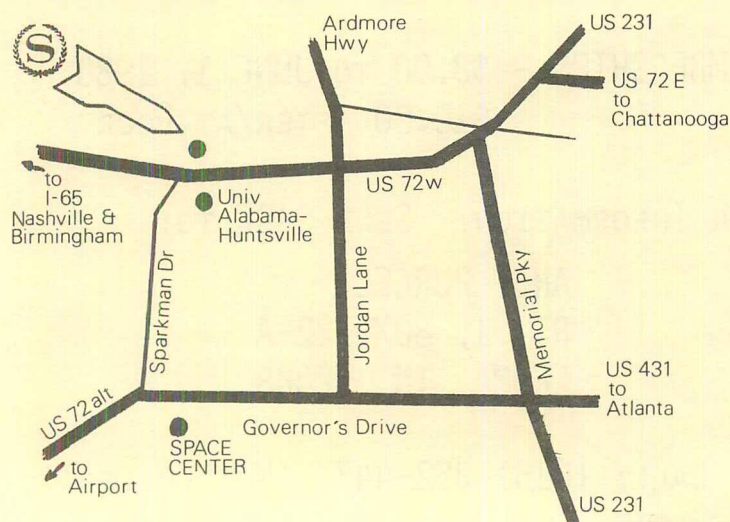 S
Ardmore
Hwy
US 231
US 72 E
to
Chattanooga
to
I-65
Nashville &
Birmingham
Univ
Alabama-
Huntsville
US 72w
Sparkman Dr
Jordan Lane
Memorial Pky
US 431
to
Atlanta
US 72 alt
Governor's Drive
SPACE
CENTER
to
Airport
US 231